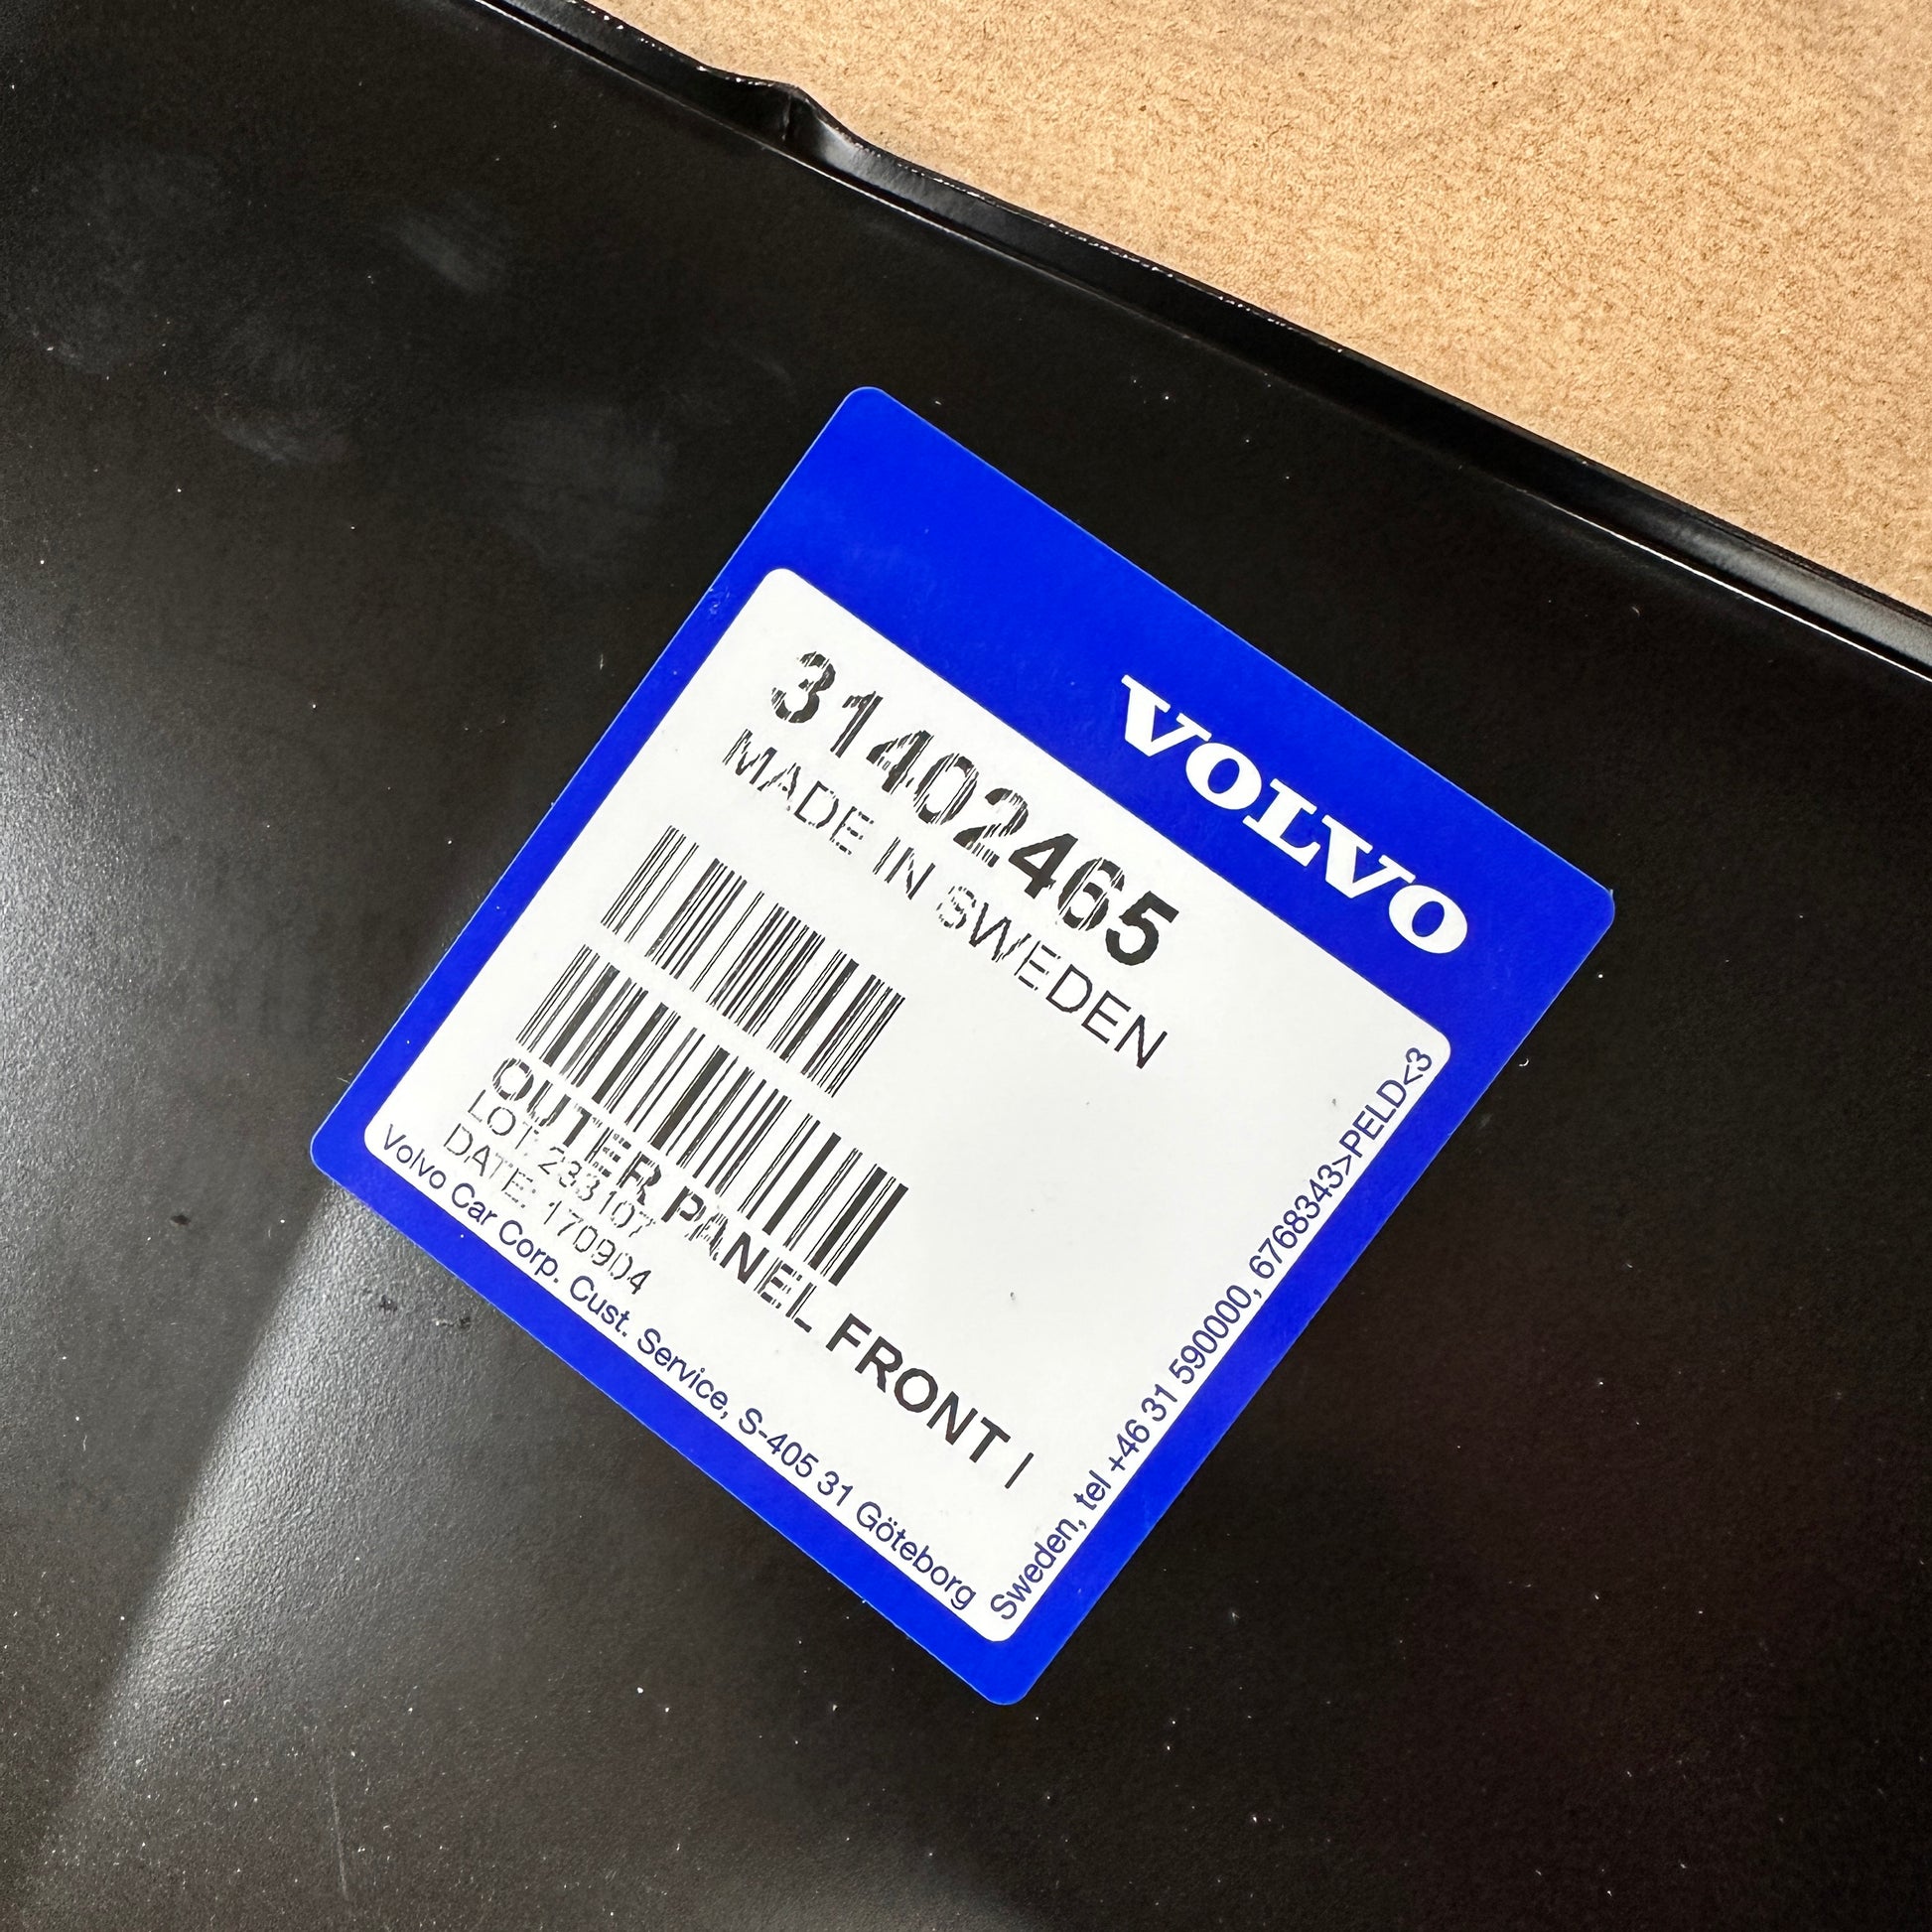 VOLVO
31402465
MADE IN SWEDEN
OUTER PANEL FRONT I
LOT: 233107
DATE: 170904
Volvo Car Corp. Cust. Service, S-405 31 Göteborg
Sweden, tel +46 31 590000, 6768343>PELD<3